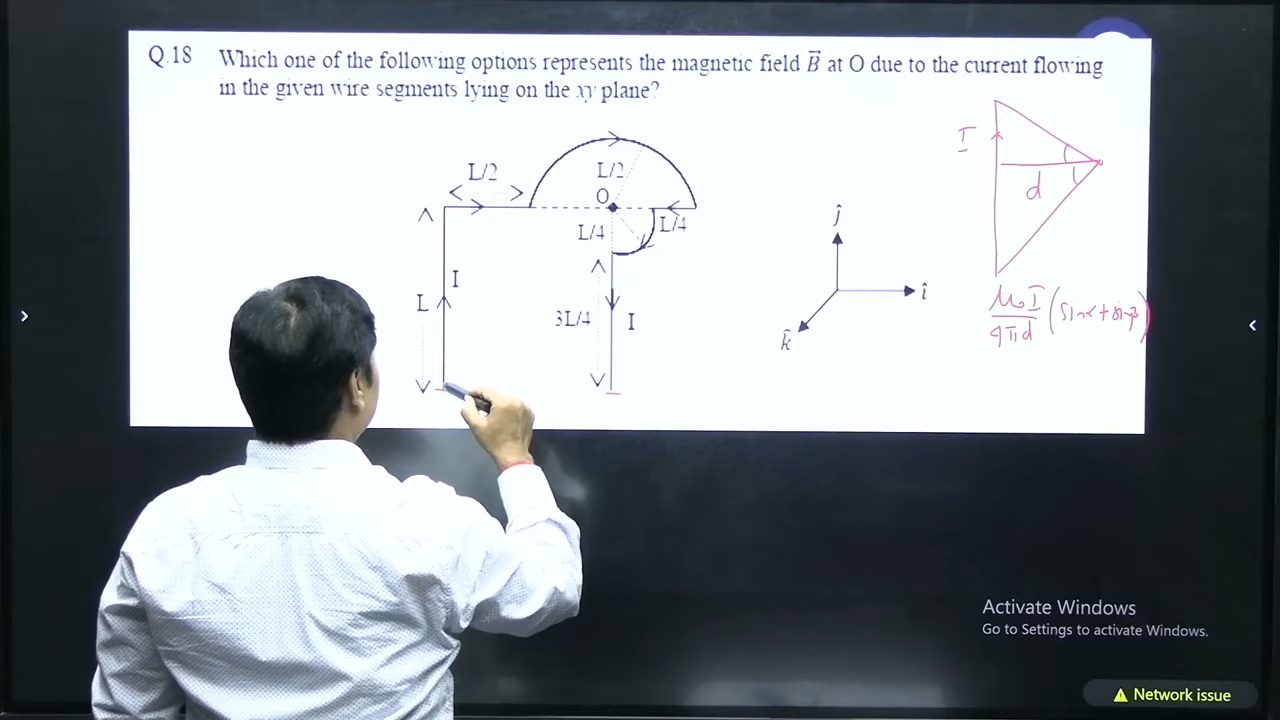 Q.18 Which one of the following options represents the magnetic field B⃗ at O due to the current flowing
in the given wire segments lying on the xy plane?
L/2
L/2
O
L/4
L/4
I
L
3L/4
I
ĵ
î
k̂
I
d
μ₀I/4πd (sinα + sinβ)
Activate Windows
Go to Settings to activate Windows.
Network issue